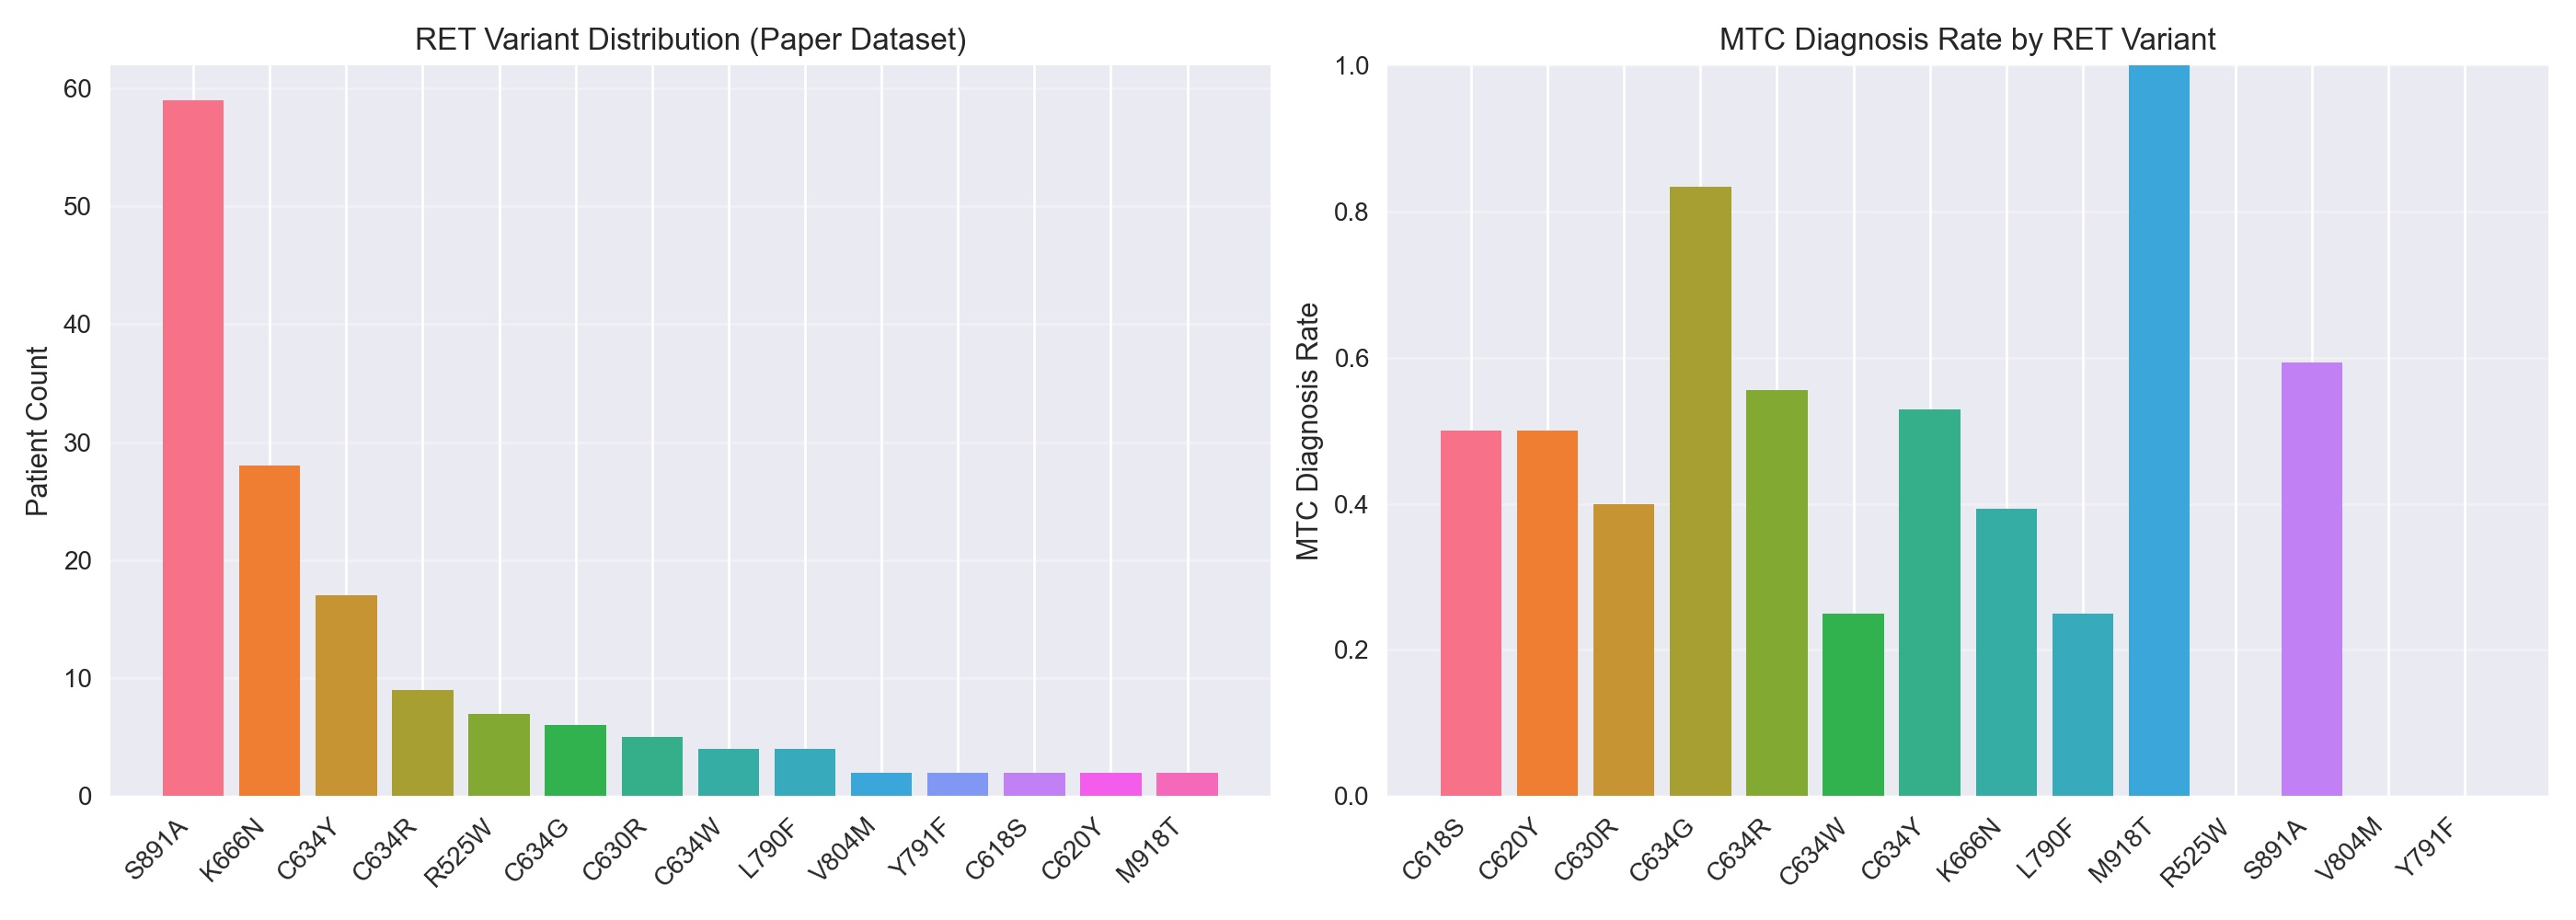 RET Variant Distribution (Paper Dataset)
Patient Count
60
50
40
30
20
10
0
S891A
K666N
C634Y
C634R
R525W
C634G
C630R
C634W
L790F
V804M
Y791F
C618S
C620Y
M918T
MTC Diagnosis Rate by RET Variant
MTC Diagnosis Rate
1.0
0.8
0.6
0.4
0.2
0.0
C618S
C620Y
C630R
C634G
C634R
C634W
C634Y
K666N
L790F
M918T
R525W
S891A
V804M
Y791F